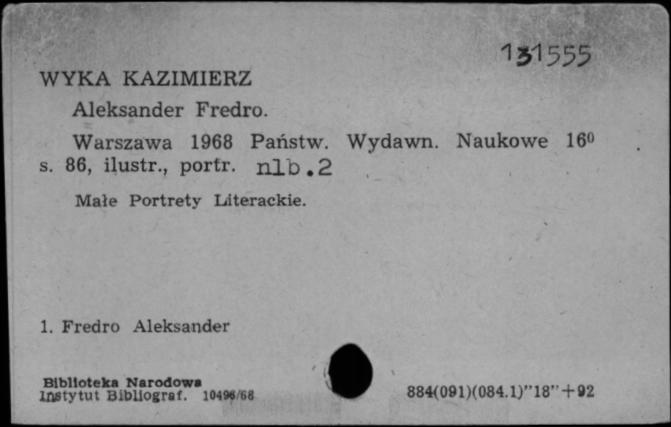 131555
WYKA KAZIMIERZ
Aleksander Fredro.
Warszawa 1968 Państw. Wydawn. Naukowe 16⁰
s. 86, ilustr., portr. nlb.2
Małe Portrety Literackie.
1. Fredro Aleksander
Biblioteka Narodowa
Instytut Bibliograf. 10496/68
884(091)(084.1)"18"+92